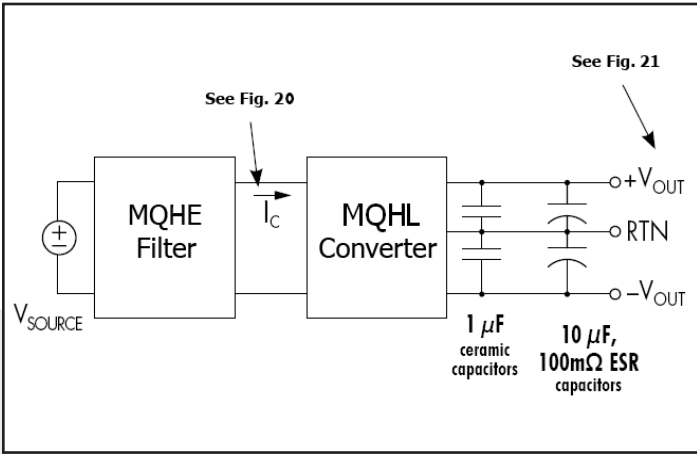 See Fig. 21
See Fig. 20
MQHE
Filter
I_C
MQHL
Converter
+V_OUT
RTN
−V_OUT
V_SOURCE
1 µF
ceramic
capacitors
10 µF,
100mΩ ESR
capacitors